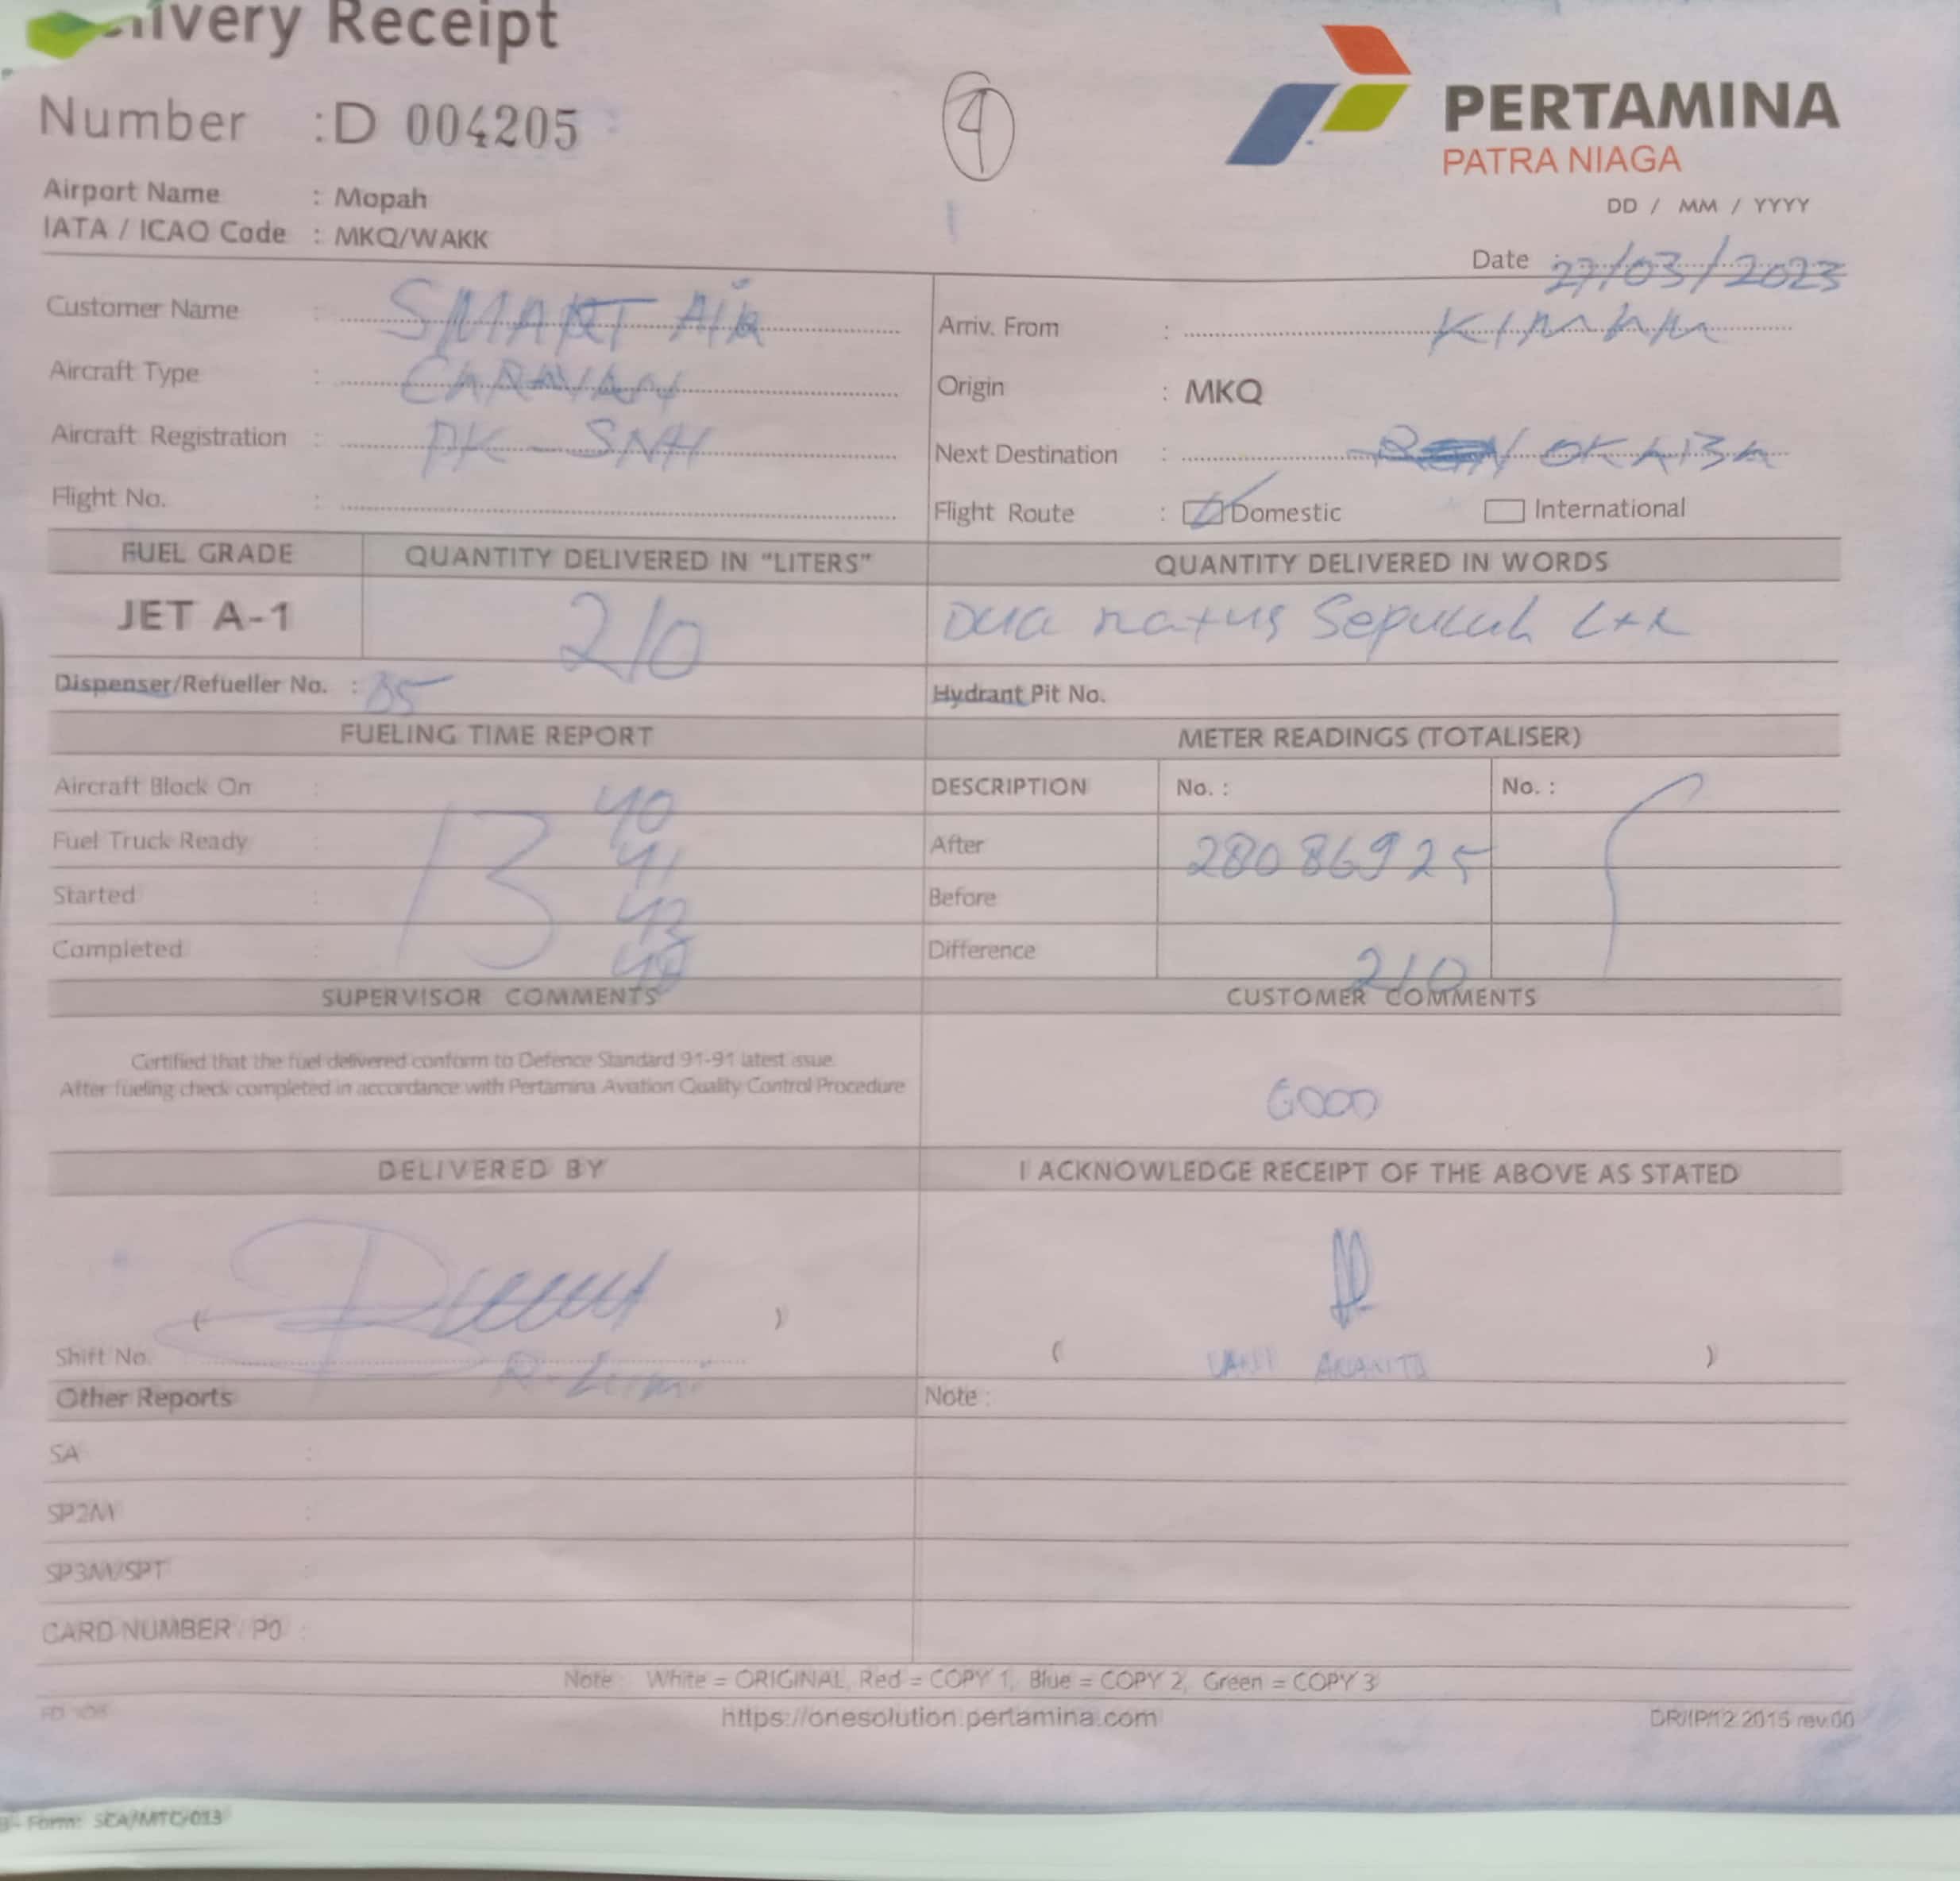 Delivery Receipt
PERTAMINA
PATRA NIAGA
Number : D 004205
4
Airport Name : Mopah
IATA / ICAO Code : MKQ/WAKK
DD / MM / YYYY
Date : 27/03/2023
Customer Name : SMART AIR
Arriv. From : KIMAM
Aircraft Type : CARAVAN
Origin : MKQ
Aircraft Registration : PK-SNH
Next Destination : OKABA
Flight No. :
Flight Route : Domestic International
FUEL GRADE QUANTITY DELIVERED IN "LITERS" QUANTITY DELIVERED IN WORDS
JET A-1 210 Dua ratus Sepuluh Ltr
Dispenser/Refueller No. : 05 Hydrant Pit No.
FUELING TIME REPORT METER READINGS (TOTALISER)
Aircraft Block On : 40 DESCRIPTION No. : No. :
Fuel Truck Ready : 13 41 After 28086925
Started : Before
Completed : Difference 210
SUPERVISOR COMMENTS CUSTOMER COMMENTS
Certified that the fuel delivered conform to Defence Standard 91-91 latest issue.
After fueling check completed in accordance with Pertamina Aviation Quality Control Procedure
GOOD
DELIVERED BY I ACKNOWLEDGE RECEIPT OF THE ABOVE AS STATED
( )
Shift No. ( )
Other Reports Note :
SA :
SP2M :
SP3M/SPT :
CARD NUMBER / PO :
Note : White = ORIGINAL, Red = COPY 1, Blue = COPY 2, Green = COPY 3
https://onesolution.pertamina.com
DR/IP/12.2015 rev.00
Form: SCA/MTC/013